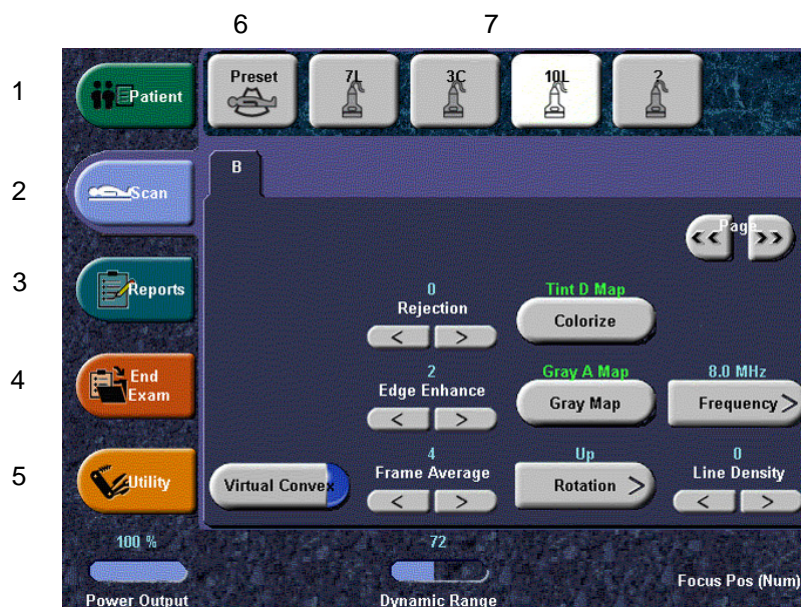 6 7
1
2
3
4
5
Patient
Scan
Reports
End
Exam
Utility
Preset
7L
3C
10L
?
B
<< Page >>
0
Rejection
< >
Tint D Map
Colorize
2
Edge Enhance
< >
Gray A Map
Gray Map
8.0 MHz
Frequency >
Virtual Convex
4
Frame Average
< >
Up
Rotation >
0
Line Density
< >
100 %
Power Output
72
Dynamic Range
Focus Pos (Num)